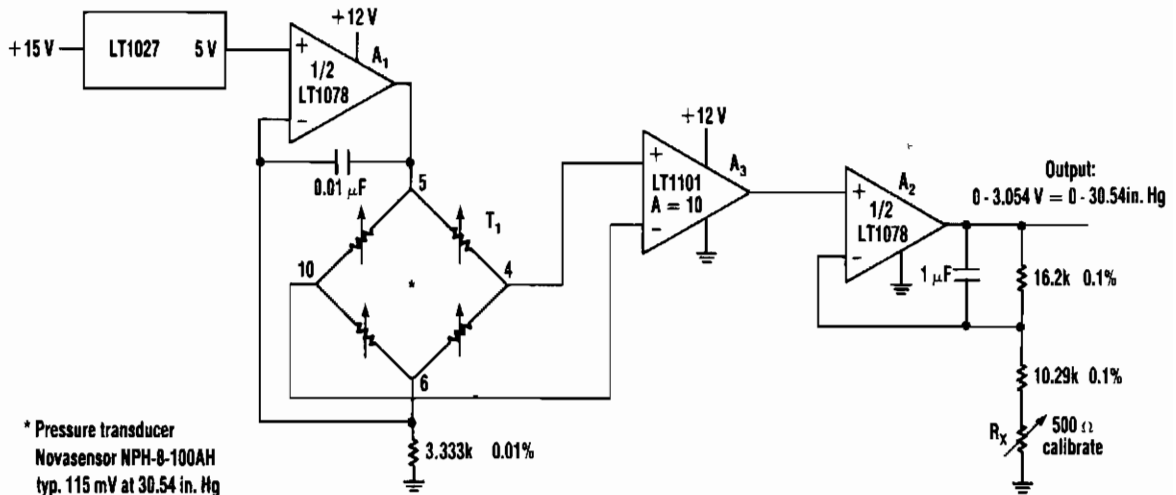 +15 V
LT1027 5 V
+12 V
+
A1
1/2
LT1078
−
0.01 μF
5
T1
10
4
*
6
3.333k 0.01%
* Pressure transducer
Novasensor NPH-8-100AH
typ. 115 mV at 30.54 in. Hg
+12 V
+
A3
LT1101
A = 10
−
+
A2
1/2
LT1078
−
1 μF
Output:
0 - 3.054 V = 0 - 30.54in. Hg
16.2k 0.1%
10.29k 0.1%
RX
500 Ω
calibrate